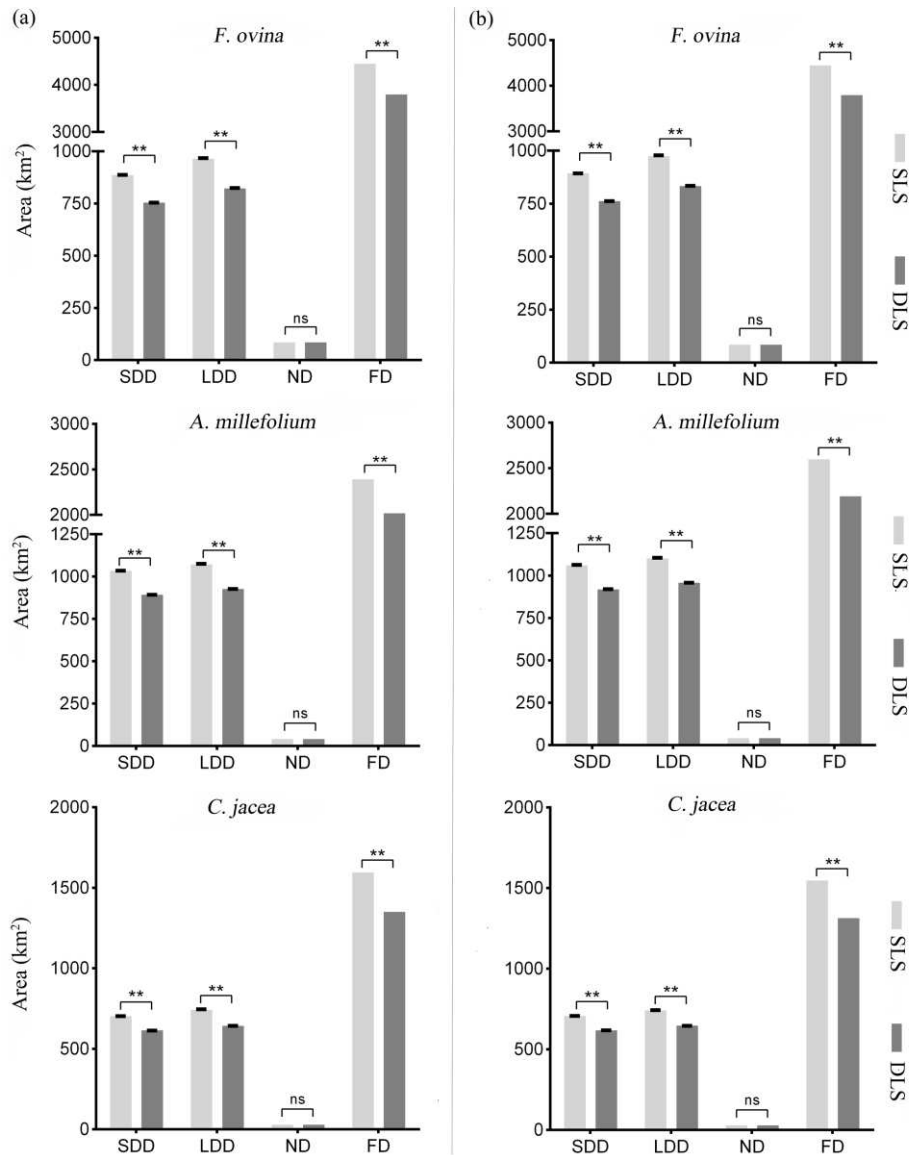 (a)
F. ovina
Area (km²)
5000
4000
3000
1000
750
500
250
0
**
**
ns
**
SDD LDD ND FD
A. millefolium
3000
2500
2000
1250
1000
750
500
250
0
**
**
ns
**
SDD LDD ND FD
Area (km²)
C. jacea
2000
1500
1000
500
0
**
**
ns
**
SDD LDD ND FD
Area (km²)
(b)
F. ovina
5000
4000
3000
1000
750
500
250
0
**
**
ns
**
SDD LDD ND FD
SLS
DLS
A. millefolium
3000
2500
2000
1250
1000
750
500
250
0
**
**
ns
**
SDD LDD ND FD
SLS
DLS
C. jacea
2000
1500
1000
500
0
**
**
ns
**
SDD LDD ND FD
SLS
DLS